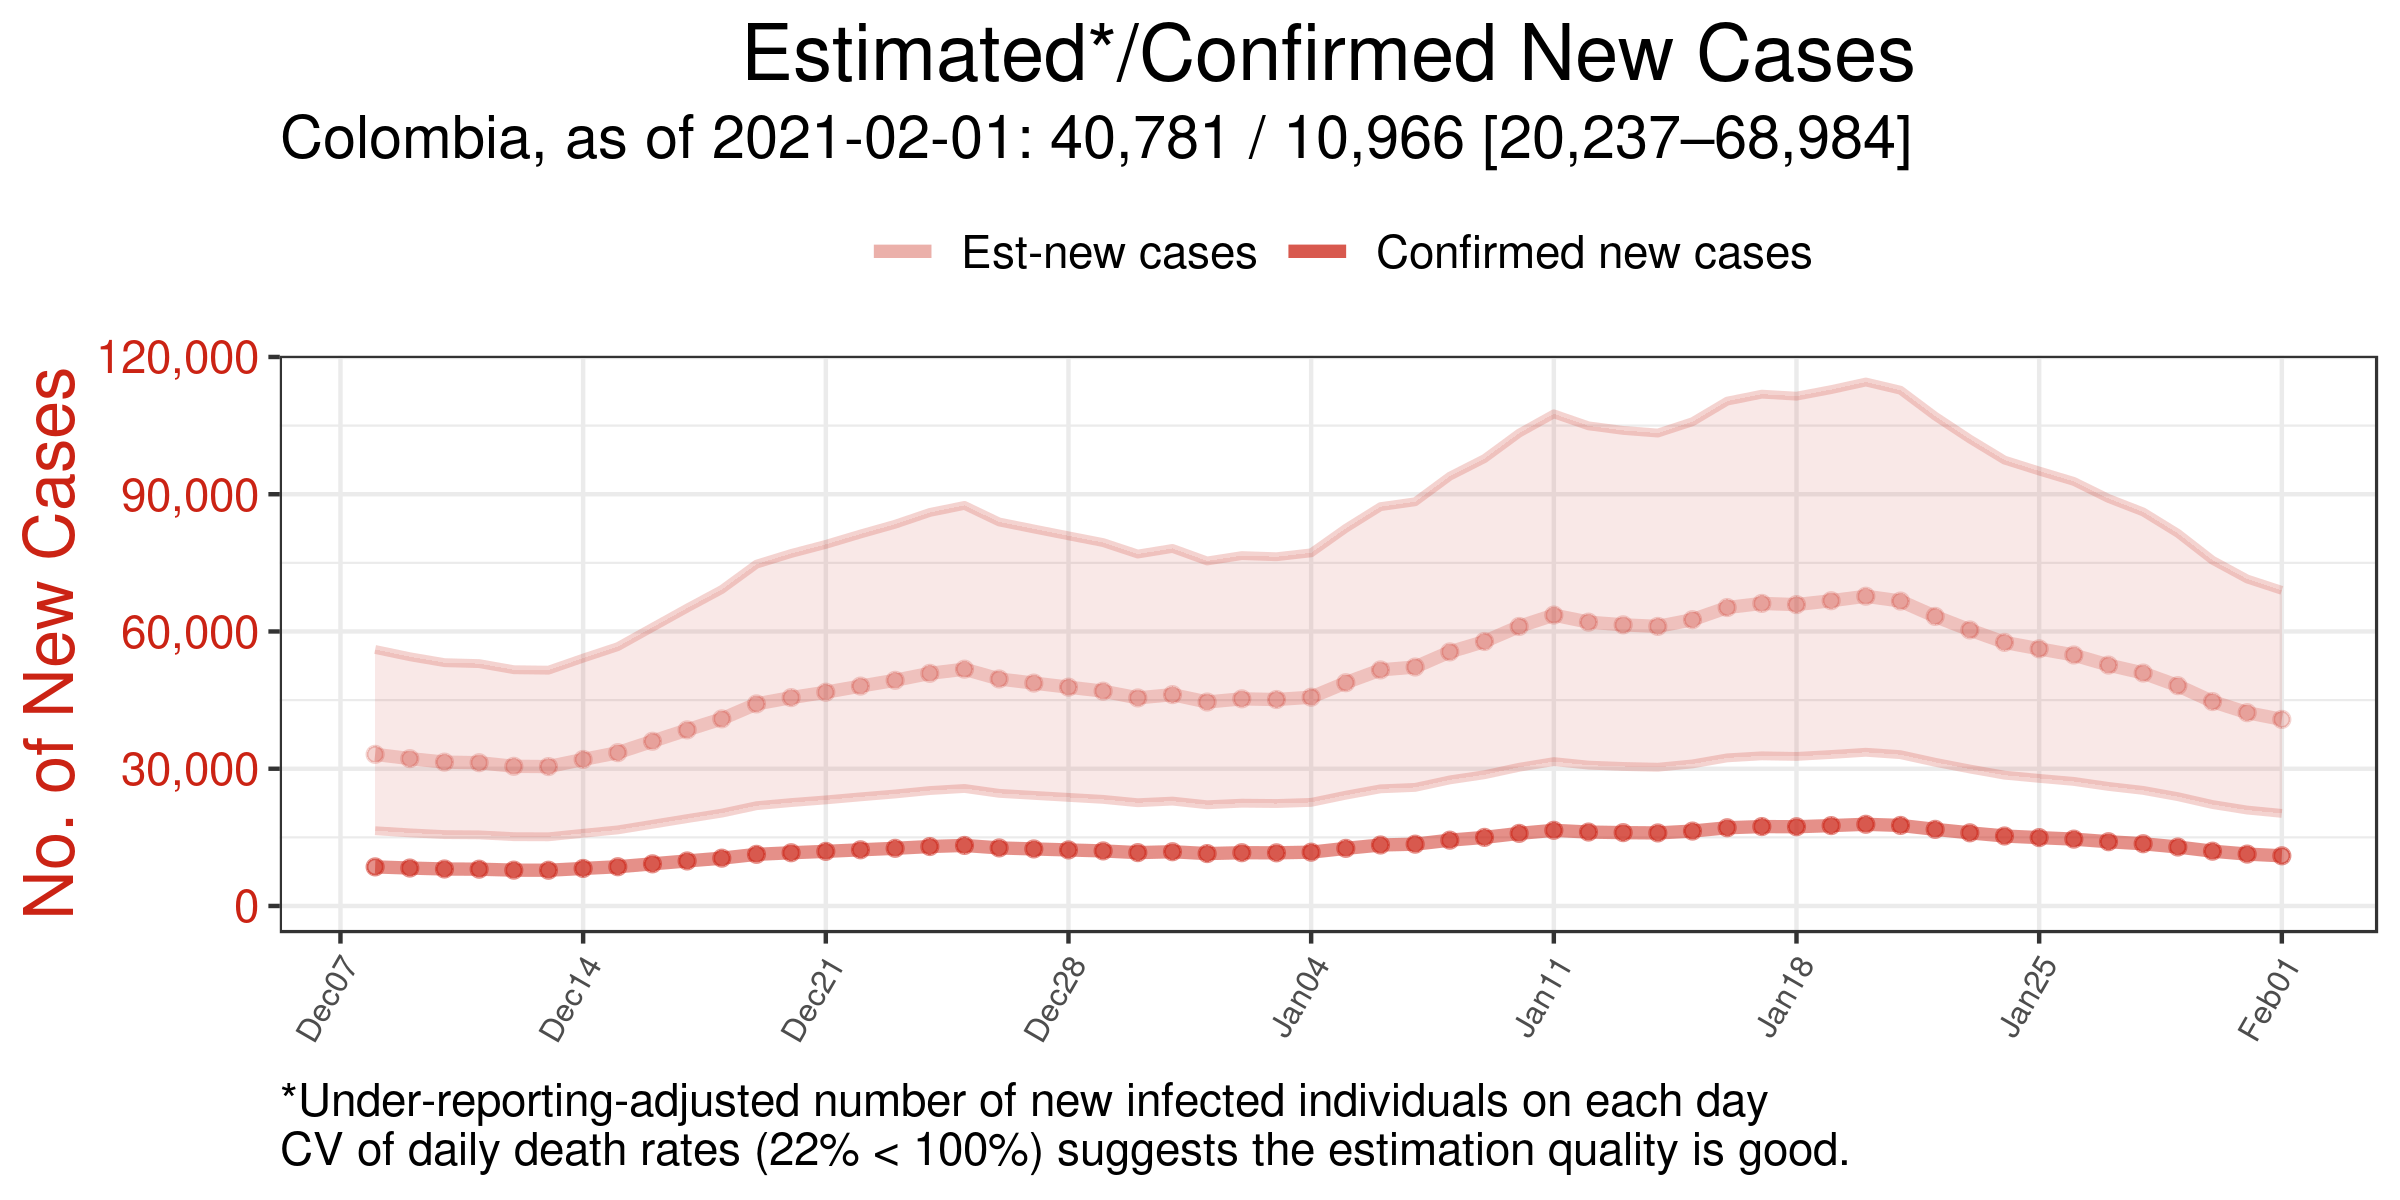 Estimated*/Confirmed New Cases
Colombia, as of 2021-02-01: 40,781 / 10,966 [20,237–68,984]
Est-new cases Confirmed new cases
No. of New Cases
120,000
90,000
60,000
30,000
0
Dec07 Dec14 Dec21 Dec28 Jan04 Jan11 Jan18 Jan25 Feb01
*Under-reporting-adjusted number of new infected individuals on each day
CV of daily death rates (22% < 100%) suggests the estimation quality is good.